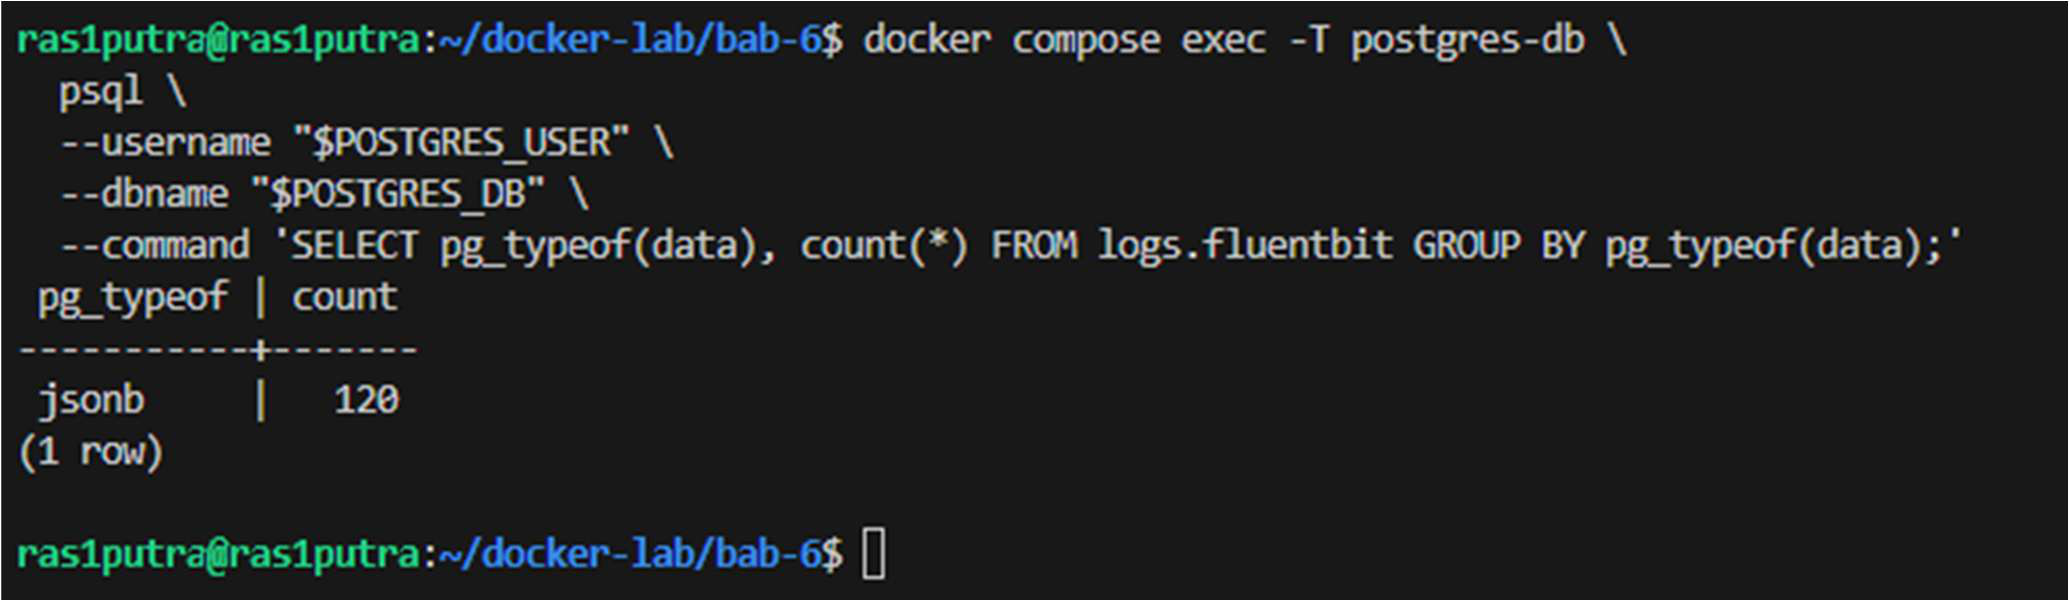 ras1putra@ras1putra:~/docker-lab/bab-6$ docker compose exec -T postgres-db \
  psql \
  --username "$POSTGRES_USER" \
  --dbname "$POSTGRES_DB" \
  --command 'SELECT pg_typeof(data), count(*) FROM logs.fluentbit GROUP BY pg_typeof(data);'
 pg_typeof | count
-----------+-------
 jsonb     |   120
(1 row)

ras1putra@ras1putra:~/docker-lab/bab-6$